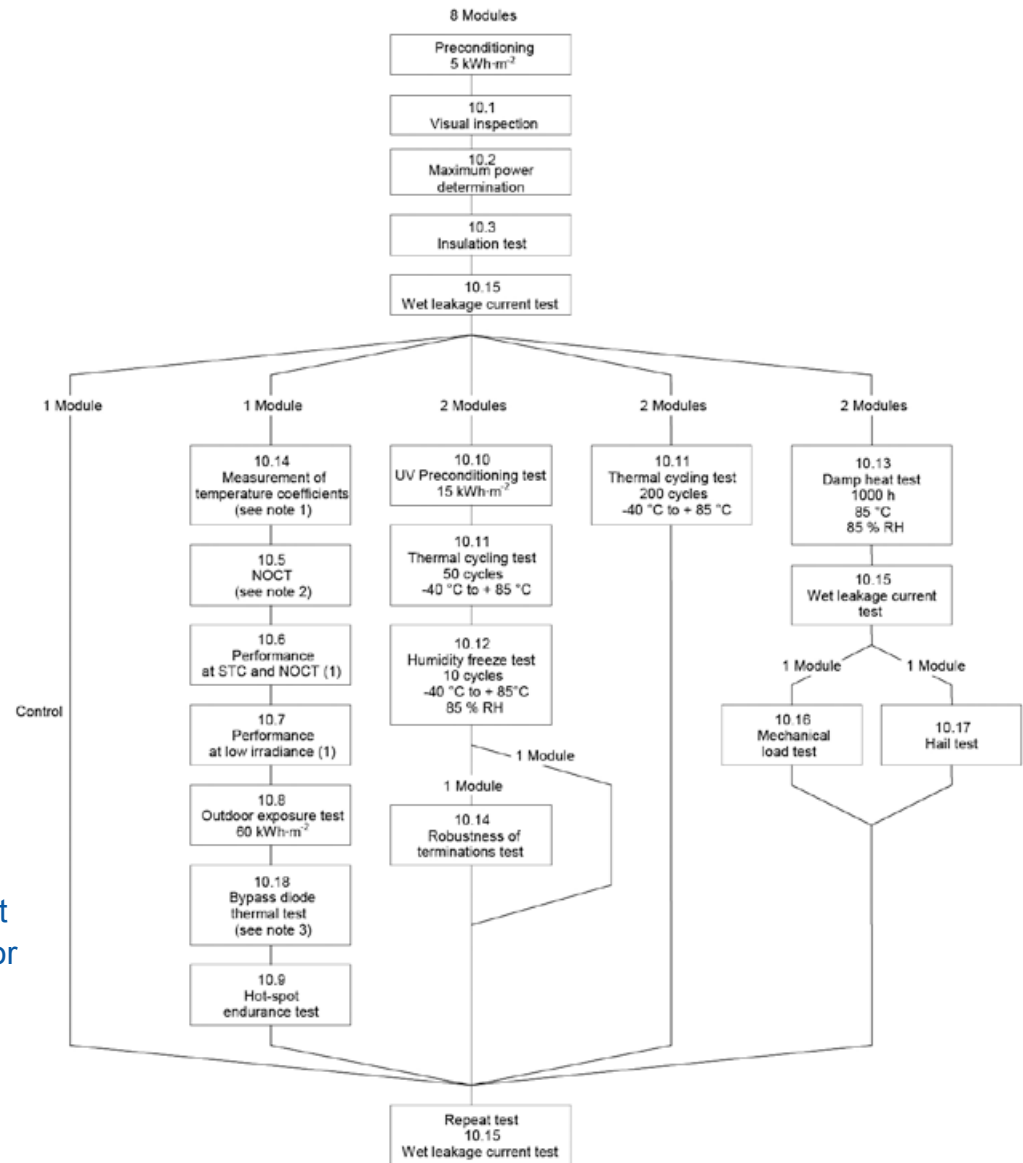 8 Modules
Preconditioning
5 kWh·m⁻²
10.1
Visual inspection
10.2
Maximum power
determination
10.3
Insulation test
10.15
Wet leakage current test
1 Module
1 Module
2 Modules
2 Modules
2 Modules
Control
10.14
Measurement of
temperature coefficients
(see note 1)
10.5
NOCT
(see note 2)
10.6
Performance
at STC and NOCT (1)
10.7
Performance
at low irradiance (1)
10.8
Outdoor exposure test
60 kWh·m⁻²
10.18
Bypass diode
thermal test
(see note 3)
10.9
Hot-spot
endurance test
10.10
UV Preconditioning test
15 kWh·m⁻²
10.11
Thermal cycling test
50 cycles
-40 °C to + 85 °C
10.12
Humidity freeze test
10 cycles
-40 °C to + 85°C
85 % RH
1 Module
1 Module
10.14
Robustness of
terminations test
10.11
Thermal cycling test
200 cycles
-40 °C to + 85 °C
10.13
Damp heat test
1000 h
85 °C
85 % RH
10.15
Wet leakage current
test
1 Module
1 Module
10.16
Mechanical
load test
10.17
Hail test
t
or
Repeat test
10.15
Wet leakage current test